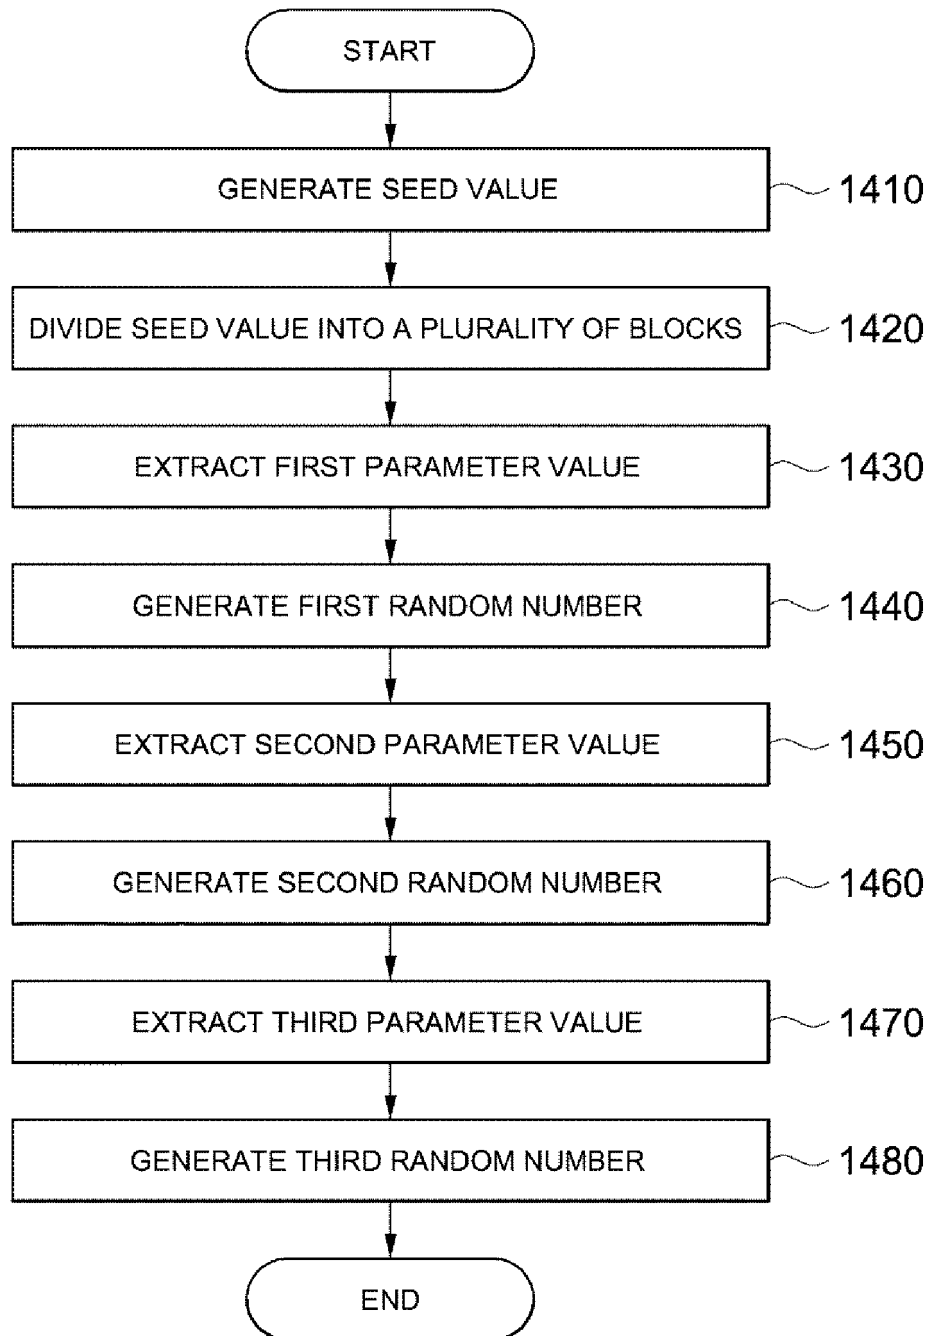 START
GENERATE SEED VALUE 1410
DIVIDE SEED VALUE INTO A PLURALITY OF BLOCKS 1420
EXTRACT FIRST PARAMETER VALUE 1430
GENERATE FIRST RANDOM NUMBER 1440
EXTRACT SECOND PARAMETER VALUE 1450
GENERATE SECOND RANDOM NUMBER 1460
EXTRACT THIRD PARAMETER VALUE 1470
GENERATE THIRD RANDOM NUMBER 1480
END